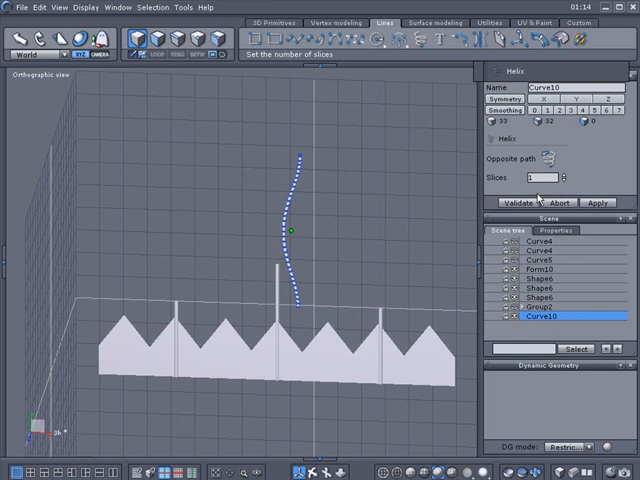 File Edit View Display Window Selection Tools Help
01:14
3D Primitives Vertex modeling Lines Surface modeling Utilities UV & Paint Custom
World XYZ CAMERA
LOOP RING BETW
Set the number of slices
Orthographic view
Helix
Name Curve10
Symmetry X Y Z
Smoothing 0 1 2 3 4 5 6 7
33 32 0
Helix
Opposite path
Slices 1
Validate Abort Apply
Scene
Scene tree Properties
Curve4
Curve4
Curve5
Form10
Shape6
Shape6
Shape6
Group2
Curve10
Select
Dynamic Geometry
DG mode: Restric...